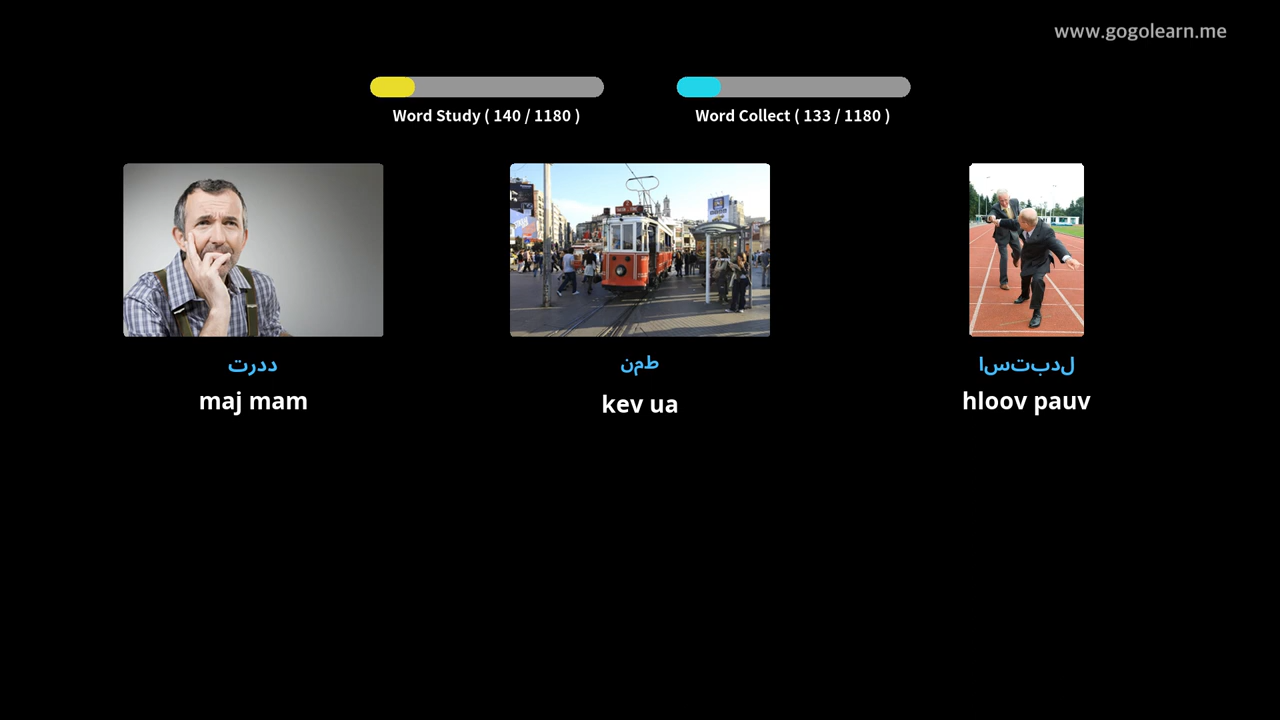 www.gogolearn.me
Word Study ( 140 / 1180 )
Word Collect ( 133 / 1180 )
ددرت
maj mam
طمن
kev ua
لدبتسا
hloov pauv